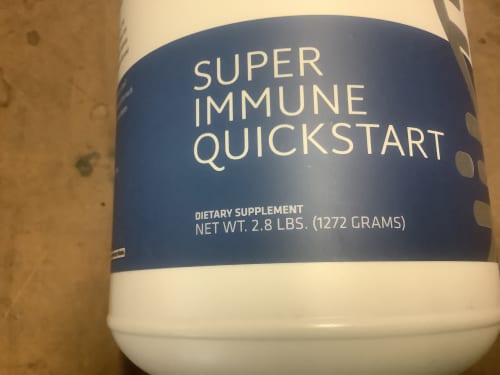 SUPER
IMMUNE
QUICKSTART
DIETARY SUPPLEMENT
NET WT. 2.8 LBS. (1272 GRAMS)